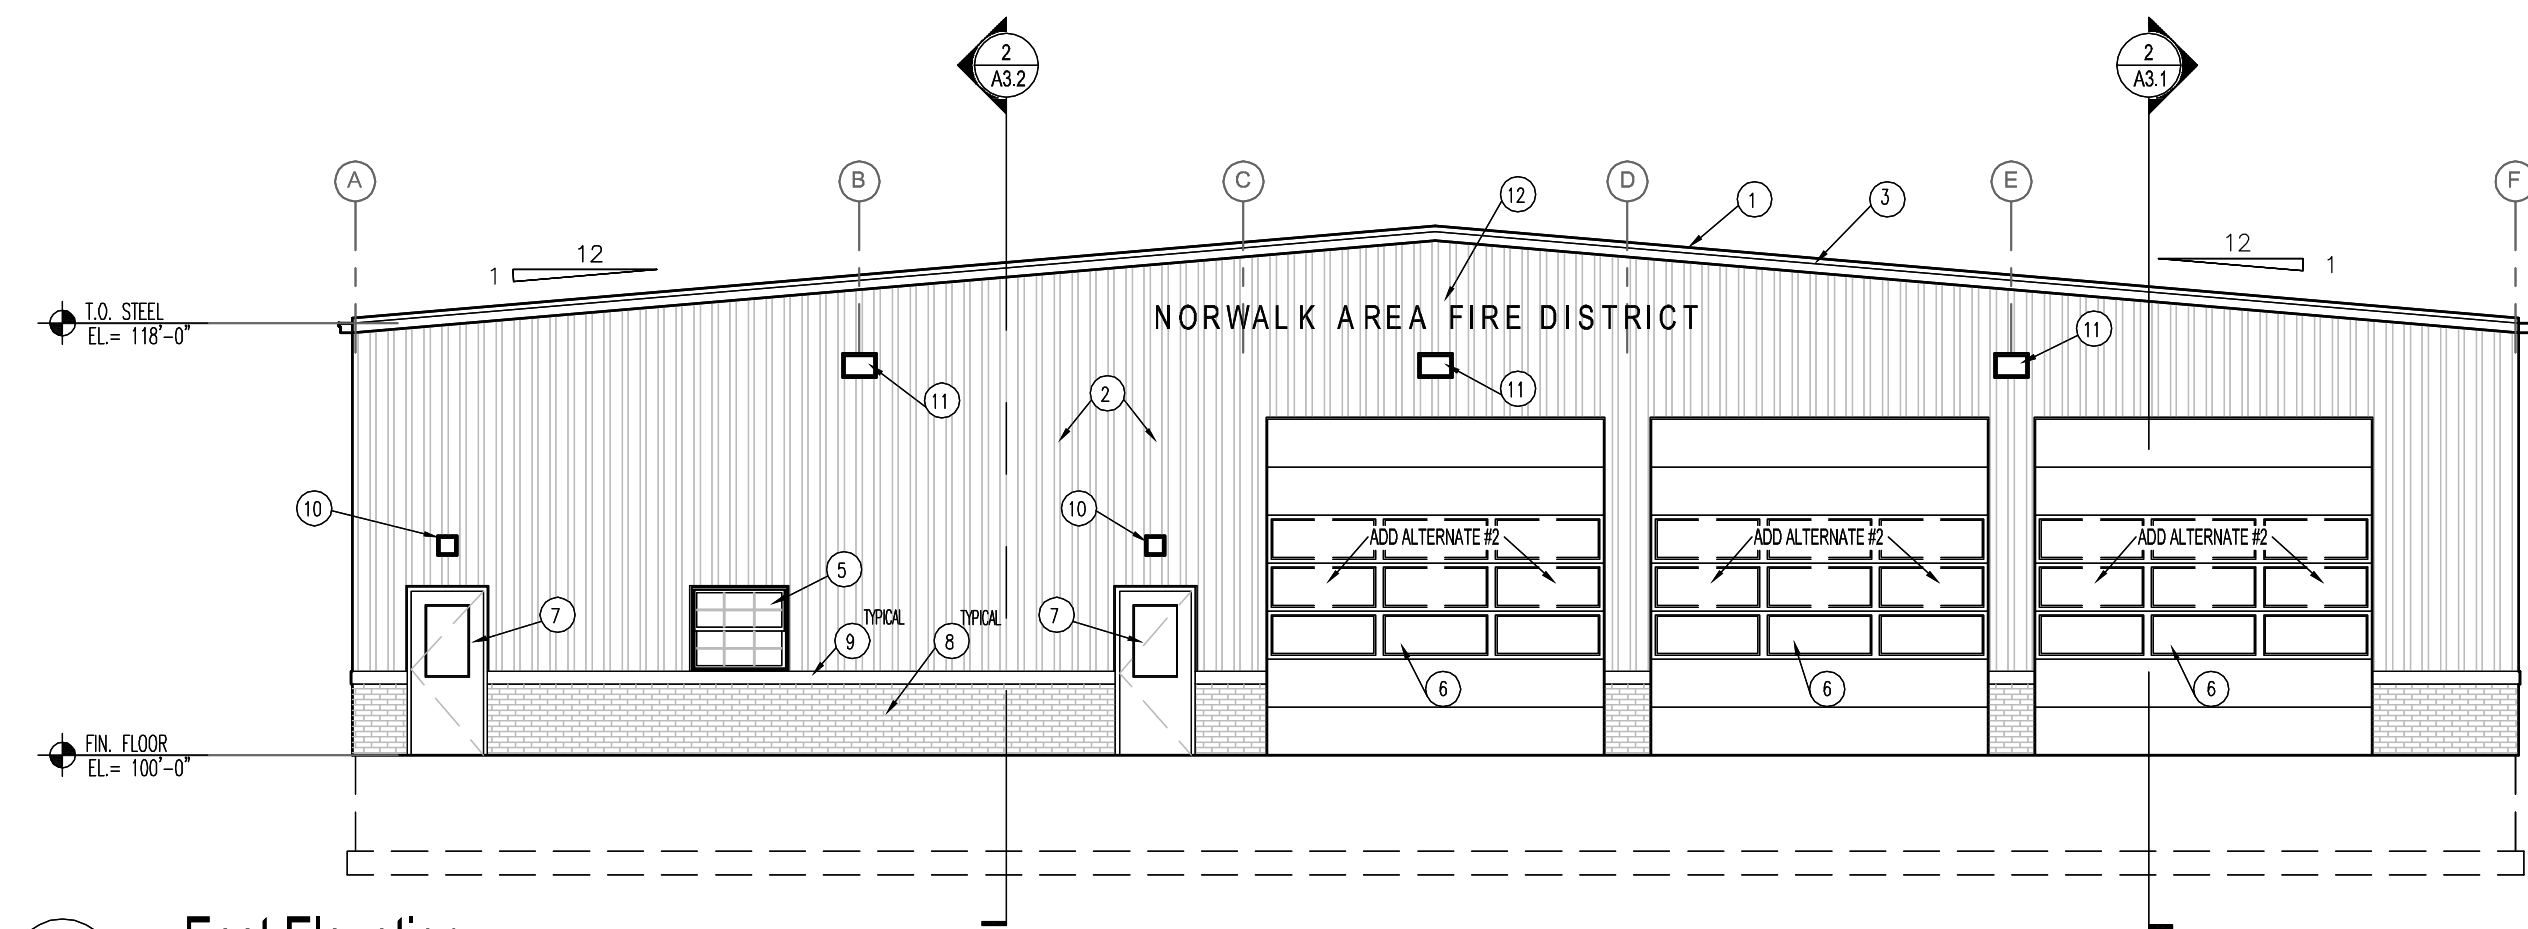 2
A3.2
2
A3.1
A
B
C
D
E
F
12
1
3
12
1
12
1
T.O. STEEL
EL.= 118'-0"
NORWALK AREA FIRE DISTRICT
11
11
11
2
10
10
ADD ALTERNATE #2
ADD ALTERNATE #2
ADD ALTERNATE #2
5
7
TYPICAL
9
TYPICAL
8
7
6
6
6
FIN. FLOOR
EL.= 100'-0"
East Elevation